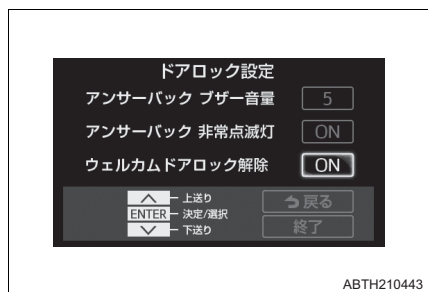 ドアロック設定
アンサーバック ブザー音量 5
アンサーバック 非常点滅灯 ON
ウェルカムドアロック解除 ON
上送り
ENTER 決定/選択
下送り
戻る
終了
ABTH210443